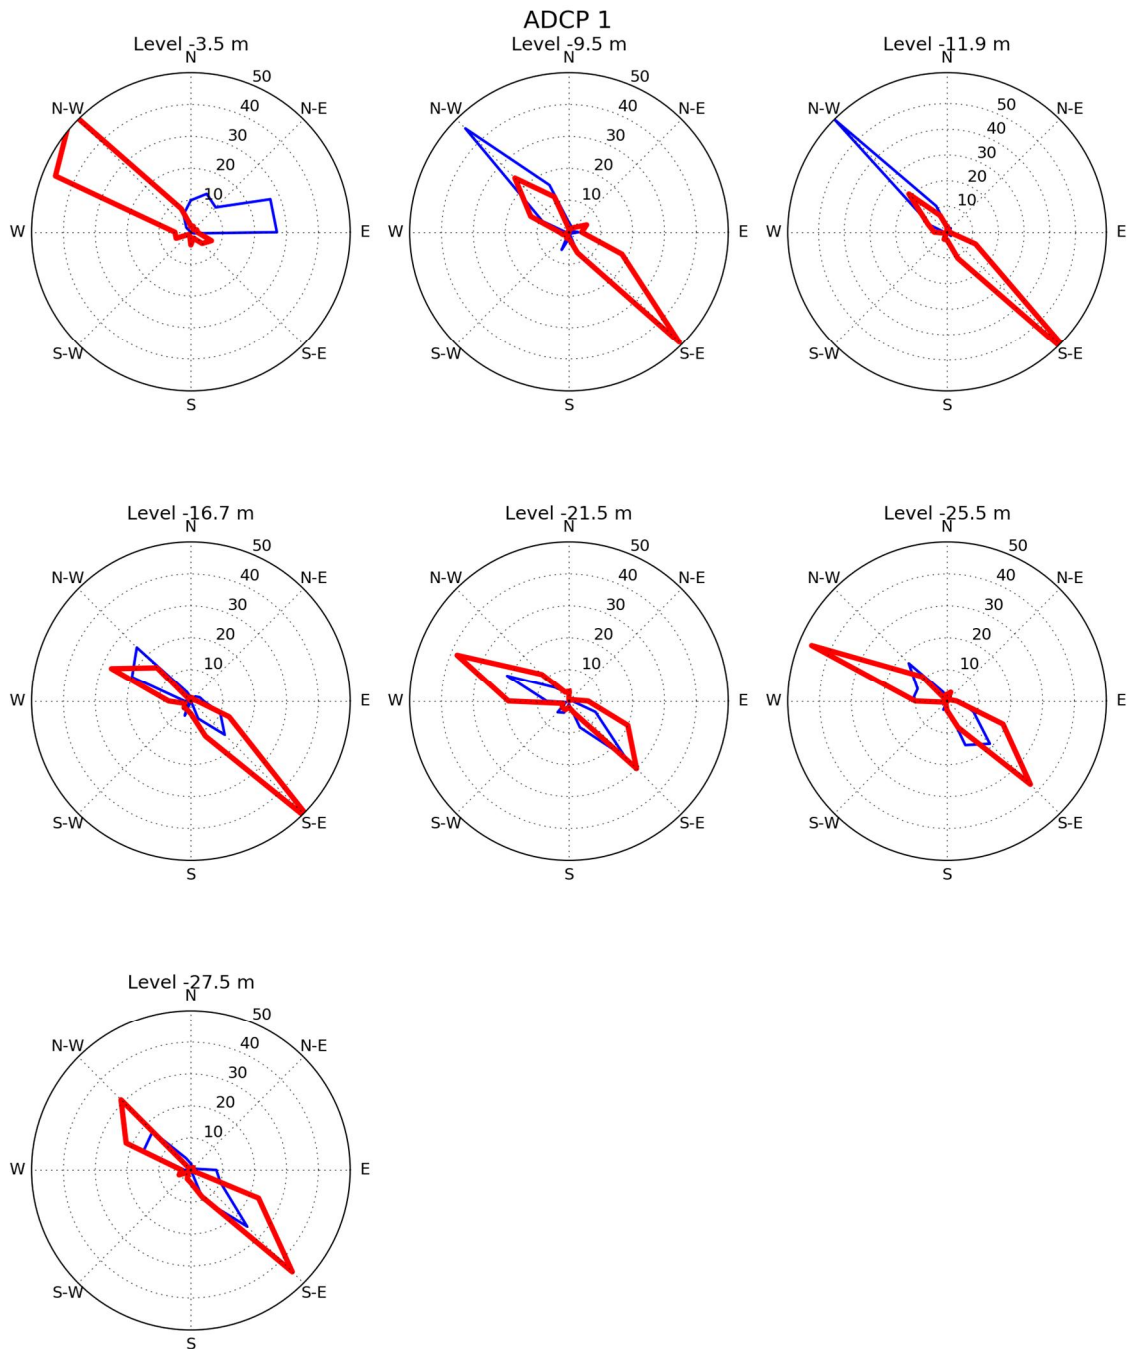 ADCP 1
Level -3.5 m
N
50
N-W
40
N-E
30
20
10
W
E
S-W
S-E
S
Level -9.5 m
N
50
N-W
40
N-E
30
20
10
W
E
S-W
S-E
S
Level -11.9 m
N
N-W
50
N-E
40
30
20
10
W
E
S-W
S-E
S
Level -16.7 m
N
50
N-W
40
N-E
30
20
10
W
E
S-W
S-E
S
Level -21.5 m
N
50
N-W
40
N-E
30
20
10
W
E
S-W
S-E
S
Level -25.5 m
N
50
N-W
40
N-E
30
20
10
W
E
S-W
S-E
S
Level -27.5 m
N
50
N-W
40
N-E
30
20
10
W
E
S-W
S-E
S